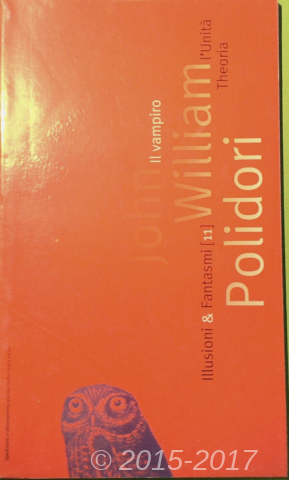 John
Il vampiro
William
l'Unità
Theoria
Illusioni & Fantasmi [11]
Polidori
© 2015-2017